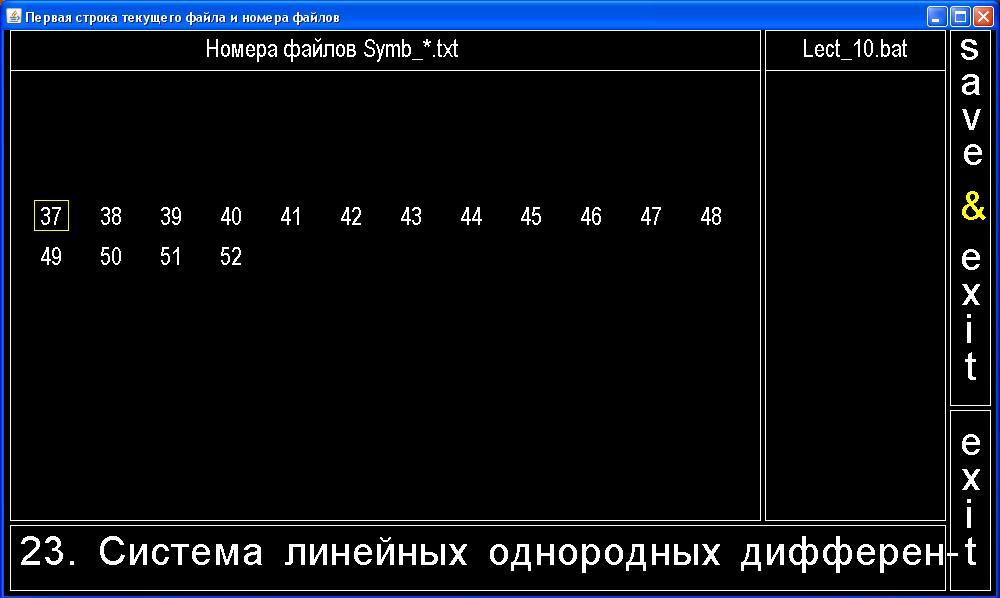 Первая строка текущего файла и номера файлов
Номера файлов Symb_*.txt
Lect_10.bat
37 38 39 40 41 42 43 44 45 46 47 48
49 50 51 52
save & exit
exit
23. Система линейных однородных дифферен-